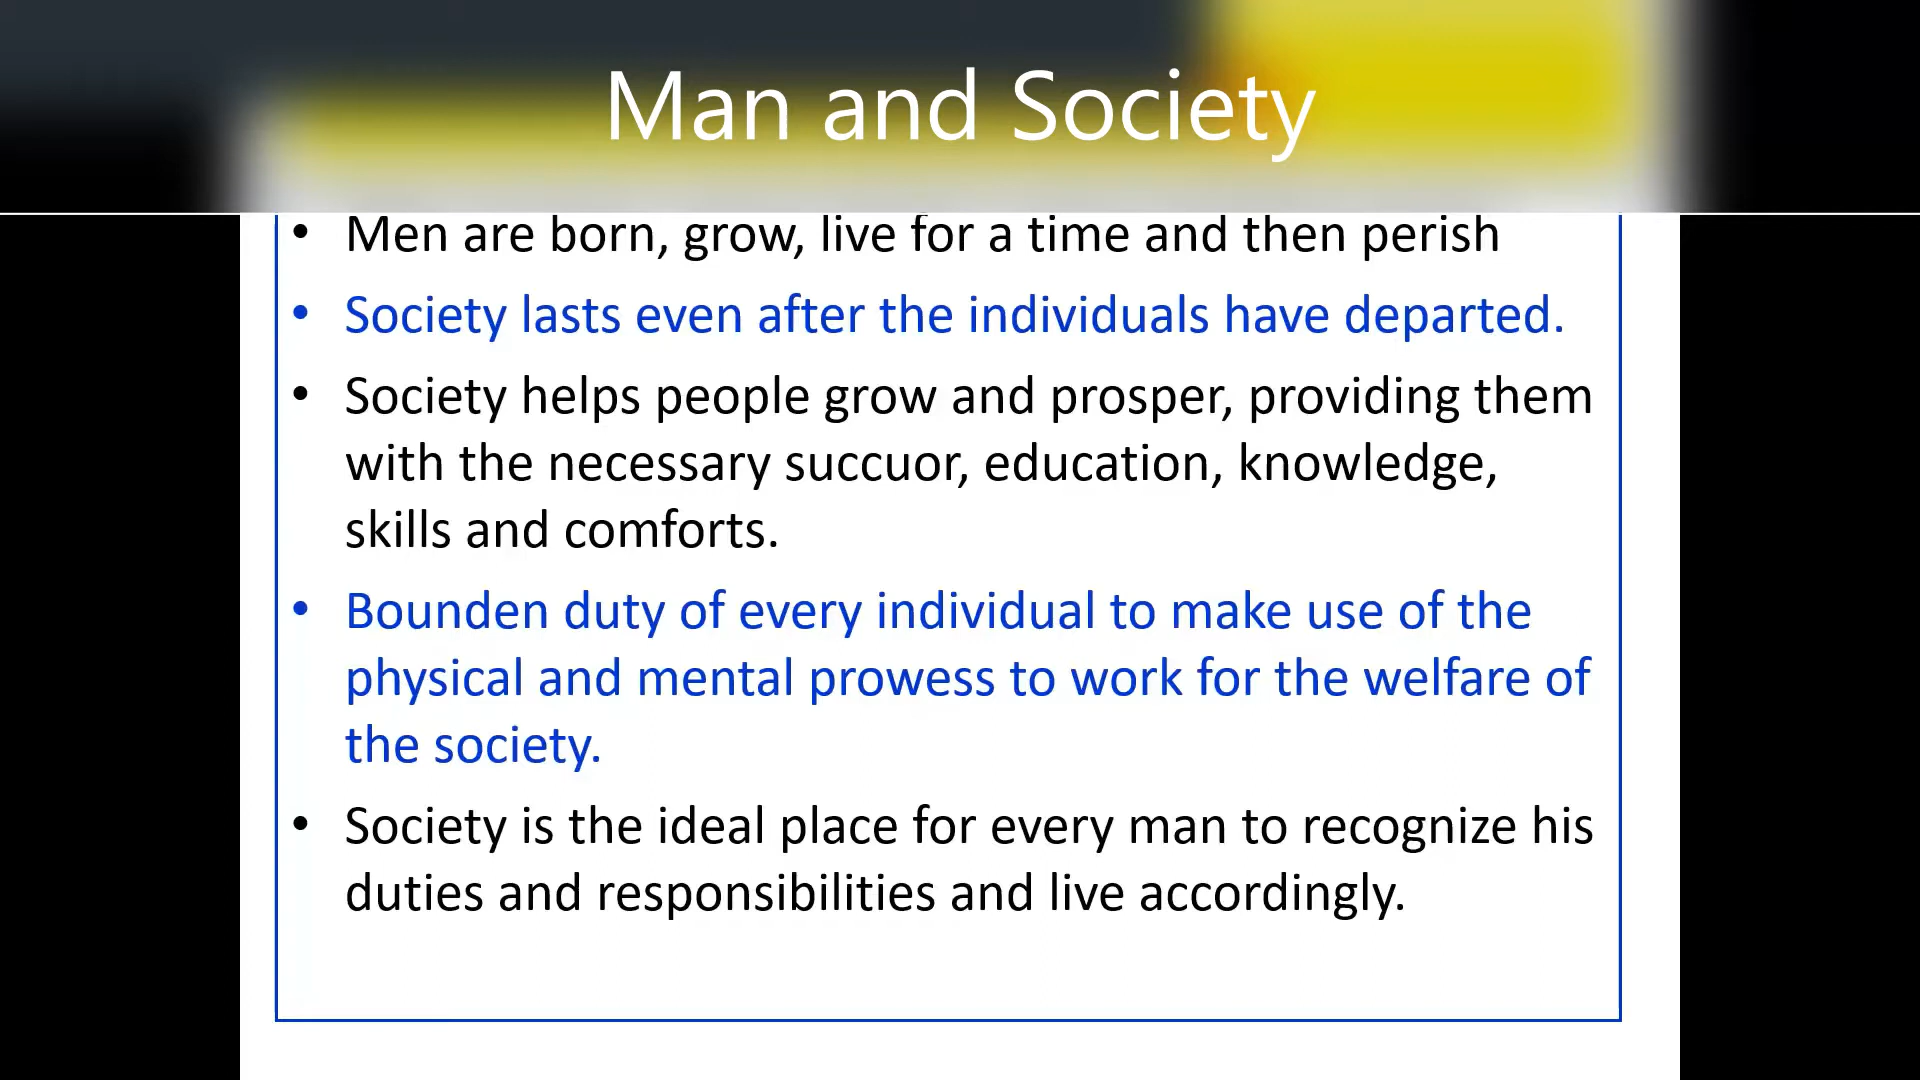 Man and Society
• Men are born, grow, live for a time and then perish
• Society lasts even after the individuals have departed.
• Society helps people grow and prosper, providing them
with the necessary succuor, education, knowledge,
skills and comforts.
• Bounden duty of every individual to make use of the
physical and mental prowess to work for the welfare of
the society.
• Society is the ideal place for every man to recognize his
duties and responsibilities and live accordingly.